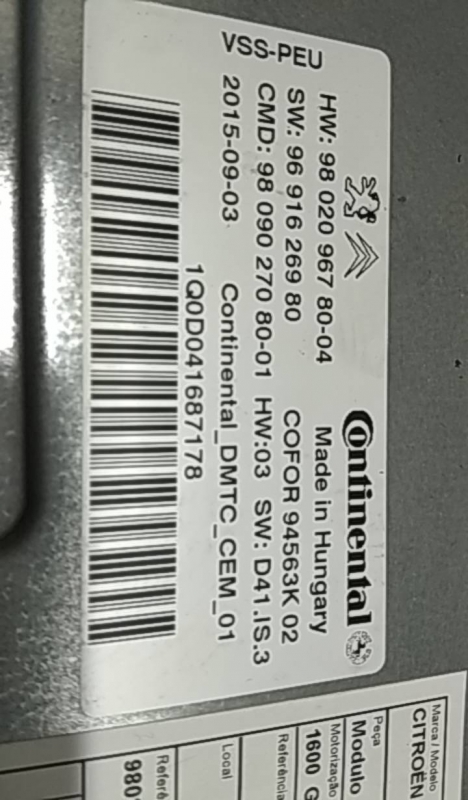 Continental
HW: 98 020 967 80-04 Made in Hungary
SW: 96 916 269 80 COFOR 94563K 02
CMD: 98 090 270 80-01 HW:03 SW: D41.IS.3
VSS-PEU 2015-09-03 Continental_DMTC_CEM_01
1Q0D041687178
Marca / Modelo
CITROËN
Peça
Modulo
Motorização
1600
Referência
Local
980